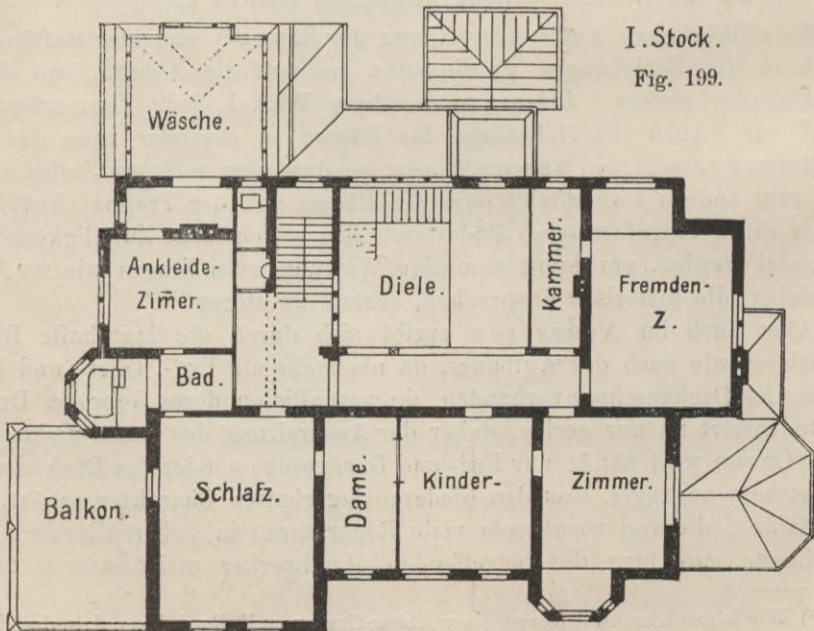 I. Stock.
Fig. 199.
Wäsche.
Ankleide
Zimer.
Diele.
Kammer.
Fremden-
Z.
Bad.
Balkon.
Schlafz.
Dame.
Kinder-
Zimmer.